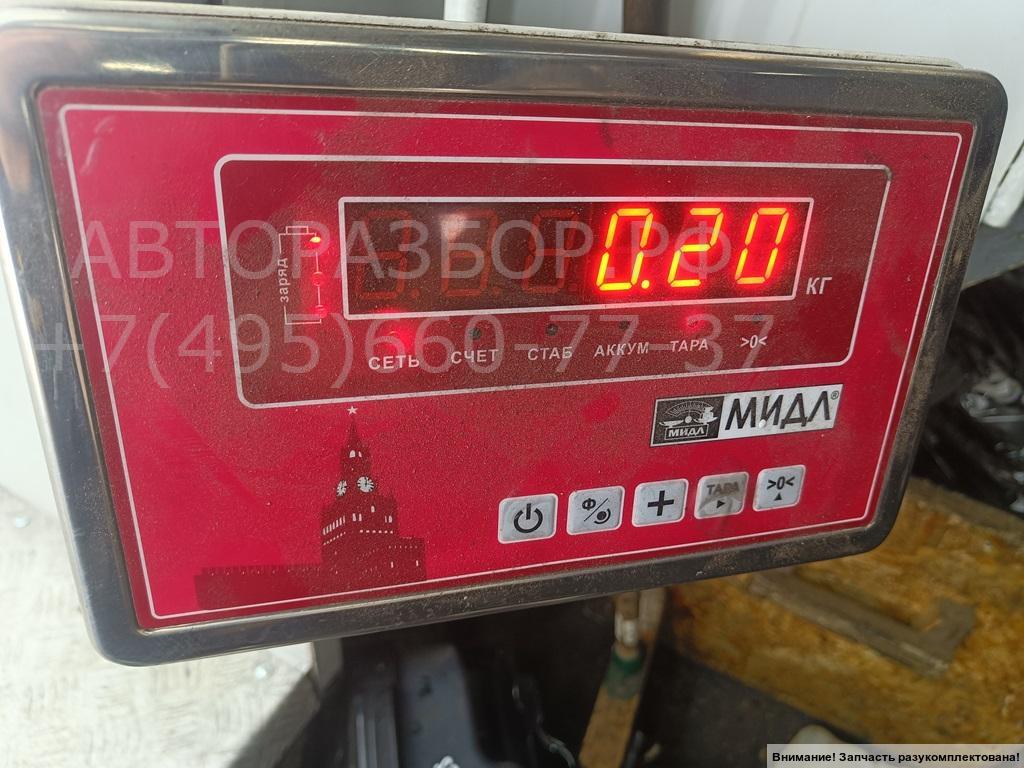 АВТОРАЗБОР.РФ
+7(495)660-77-37
0.20
кг
заряд
СЕТЬ СЧЕТ СТАБ АККУМ ТАРА >0<
МИДЛ МИДЛ®
Ф/ + ТАРА >0<
Внимание! Запчасть разукомплектована!